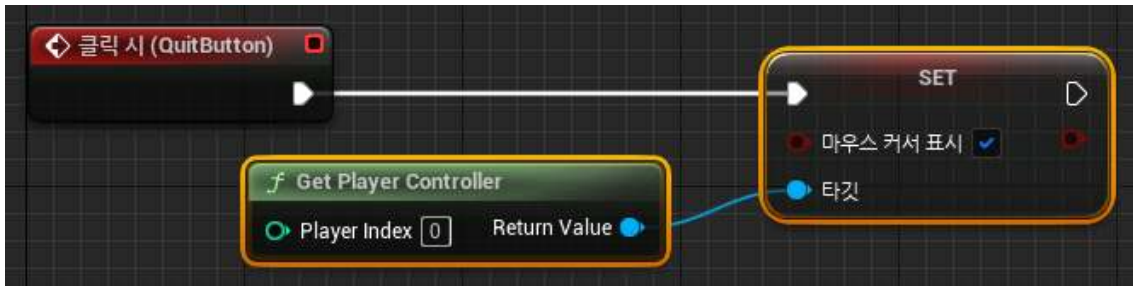 클릭 시 (QuitButton)
SET
마우스 커서 표시
타깃
f Get Player Controller
Player Index 0
Return Value